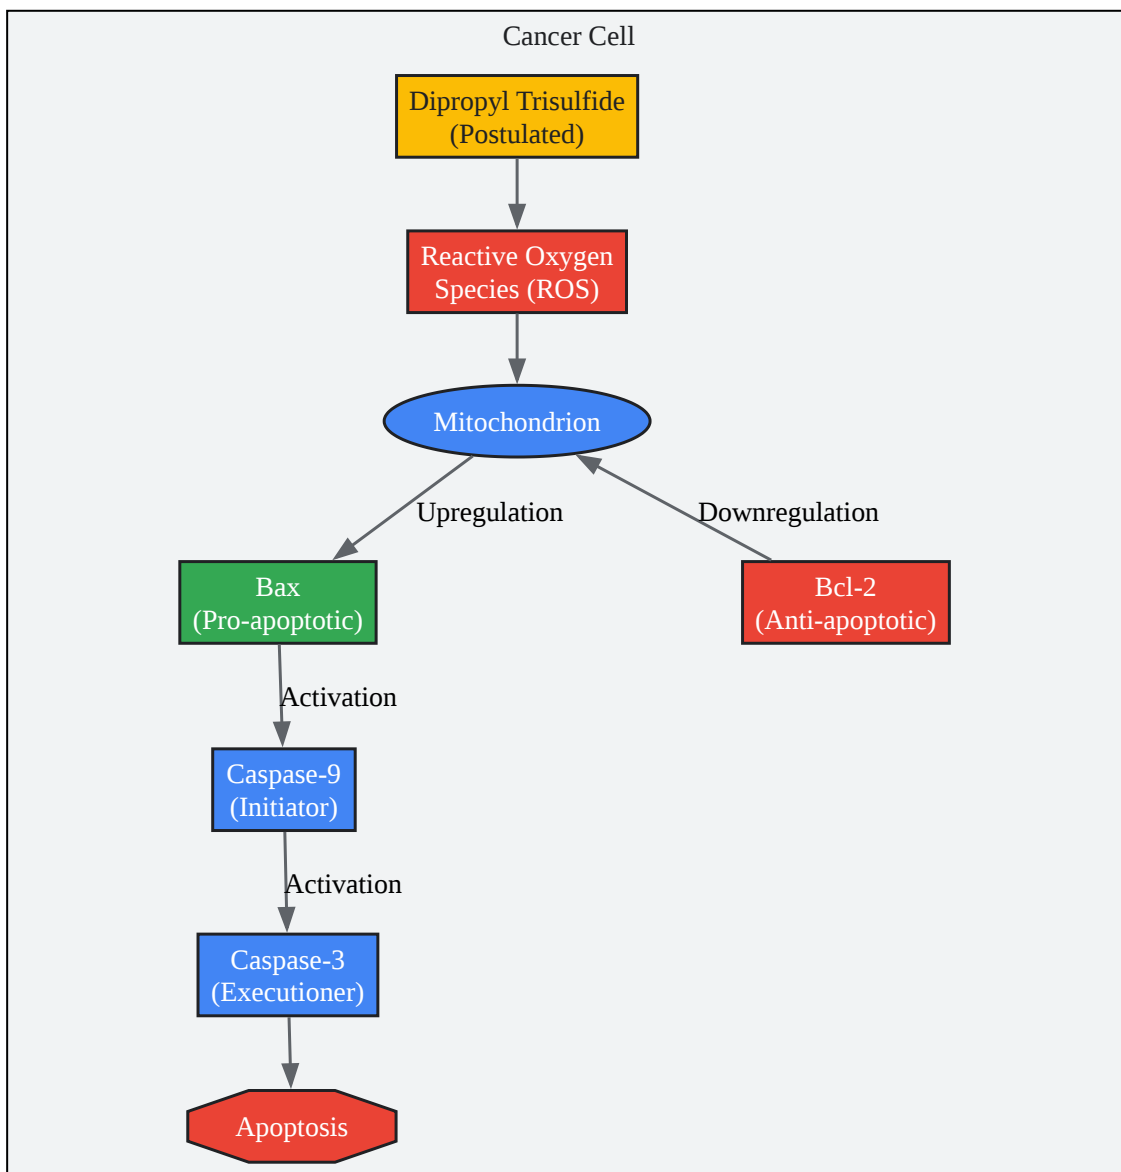 Cancer Cell
Dipropyl Trisulfide
(Postulated)
Reactive Oxygen
Species (ROS)
Mitochondrion
Upregulation
Downregulation
Bax
(Pro-apoptotic)
Bcl-2
(Anti-apoptotic)
Activation
Caspase-9
(Initiator)
Activation
Caspase-3
(Executioner)
Apoptosis